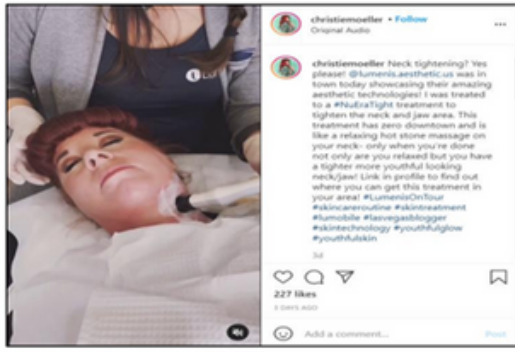 christiemoeller • Follow
Original Audio
christiemoeller Neck tightening? Yes
please! @lumenis.aesthetic.us was in
town today showcasing their amazing
aesthetic technologies! I was treated
to a #NuEraTight treatment to
tighten the neck and jaw area. This
treatment has zero downtown and is
like a relaxing hot stone massage on
your neck- only when you're done
not only are you relaxed but you have
a tighter more youthful looking
neck/jaw! Link in profile to find out
where you can get this treatment in
your area! #LumenisOnTour
#skincareroutine #skintreatment
#lumobile #lasvegasblogger
#skintechnology #youthfulglow
#youthfulskin
3d
227 likes
3 DAYS AGO
Add a comment...
Post